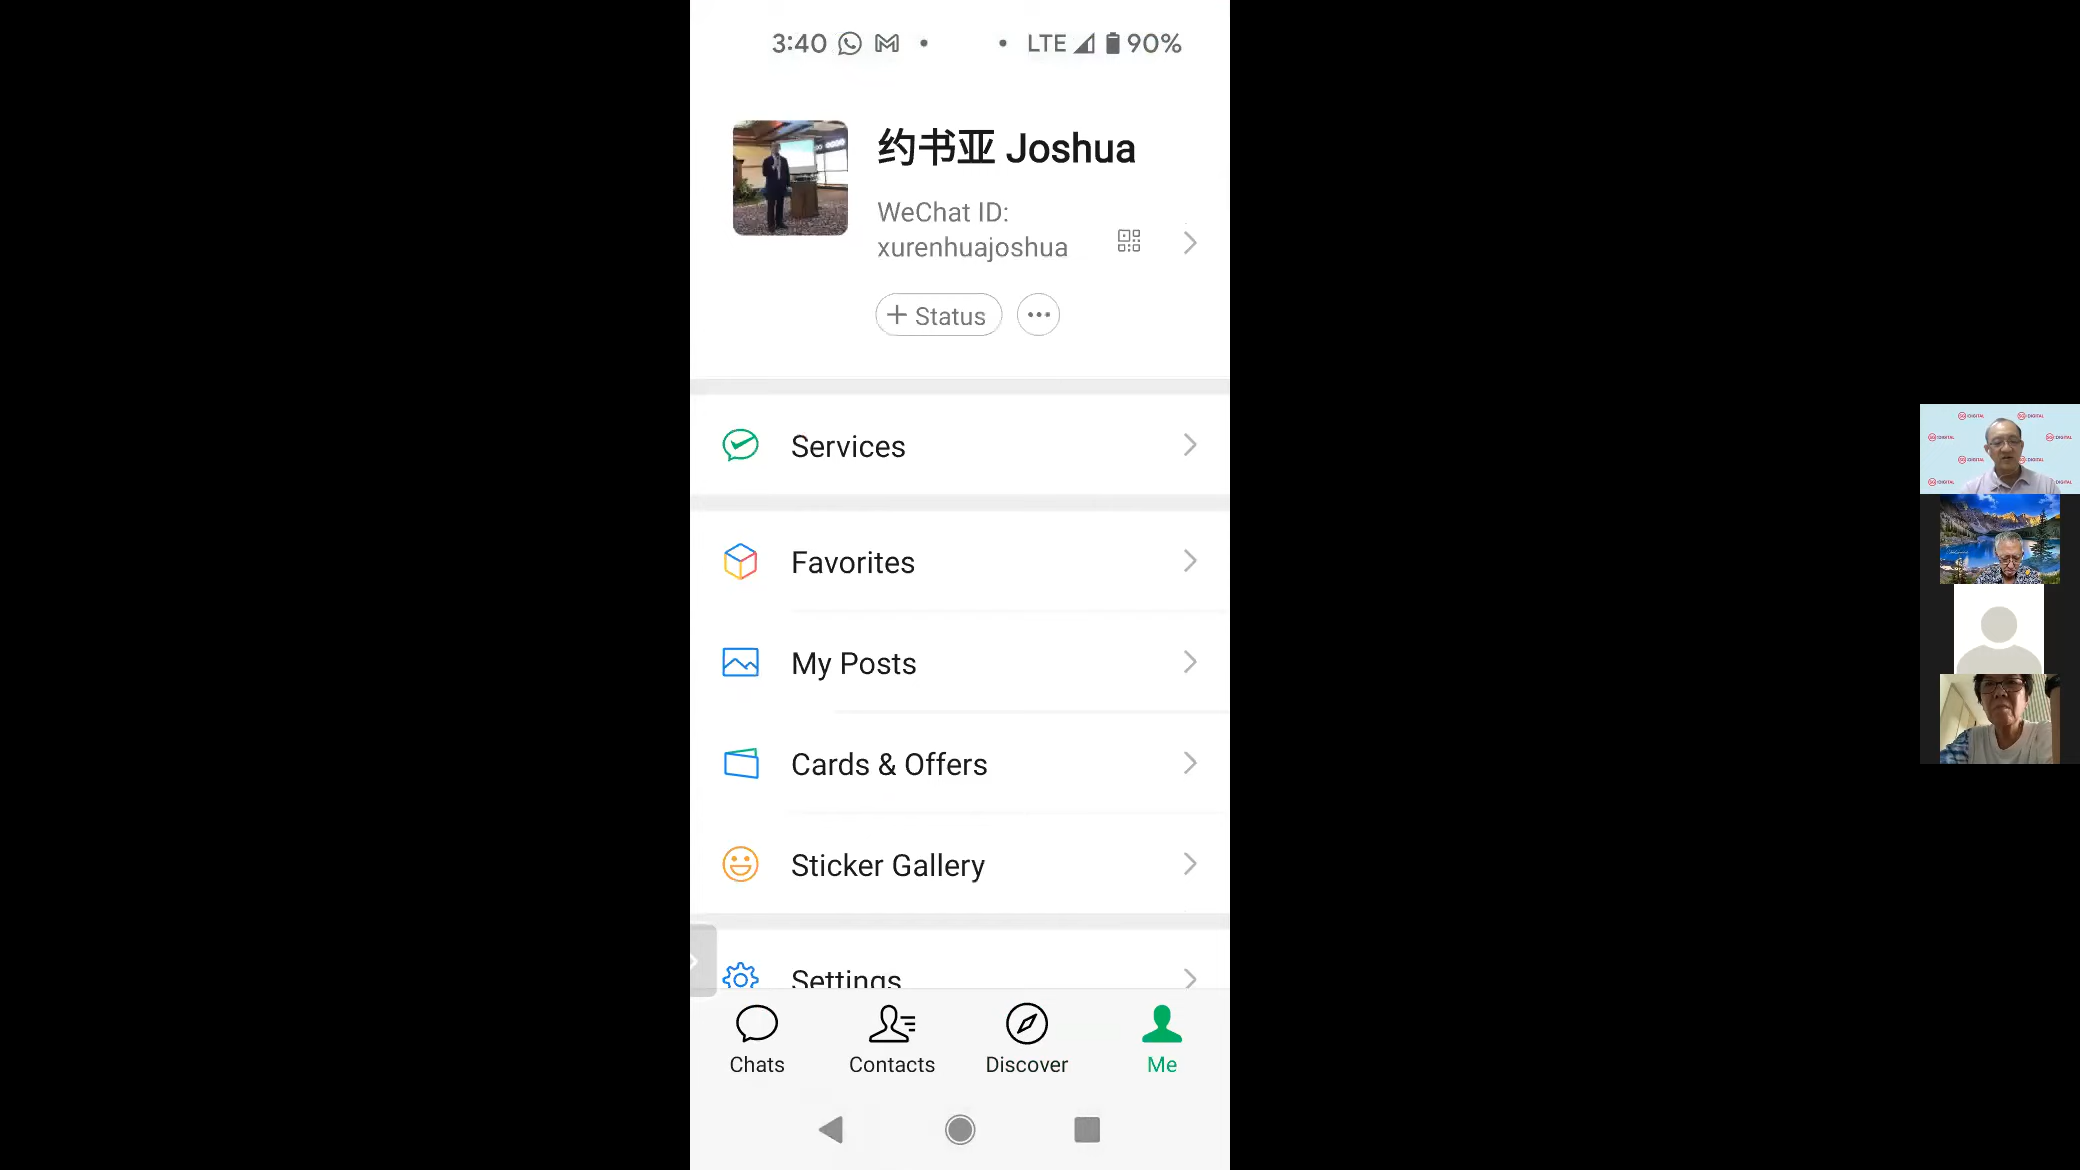 3:40 LTE 90%
约书亚 Joshua
WeChat ID:
xurenhuajoshua
+ Status
Services
Favorites
My Posts
Cards & Offers
Sticker Gallery
Settings
Chats Contacts Discover Me